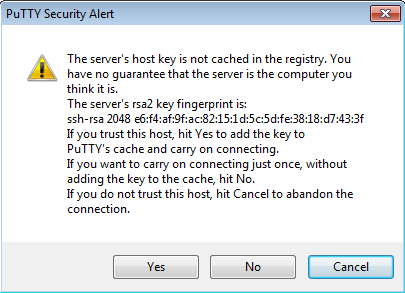 PuTTY Security Alert
The server's host key is not cached in the registry. You
have no guarantee that the server is the computer you
think it is.
The server's rsa2 key fingerprint is:
ssh-rsa 2048 e6:f4:af:9f:ac:82:15:1d:5c:5d:fe:38:18:d7:43:3f
If you trust this host, hit Yes to add the key to
PuTTY's cache and carry on connecting.
If you want to carry on connecting just once, without
adding the key to the cache, hit No.
If you do not trust this host, hit Cancel to abandon the
connection.
Yes No Cancel